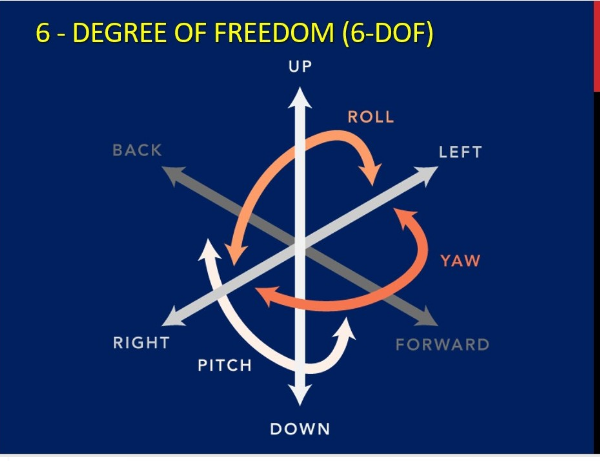 6 - DEGREE OF FREEDOM (6-DOF)
UP
ROLL
BACK
LEFT
YAW
RIGHT
FORWARD
PITCH
DOWN